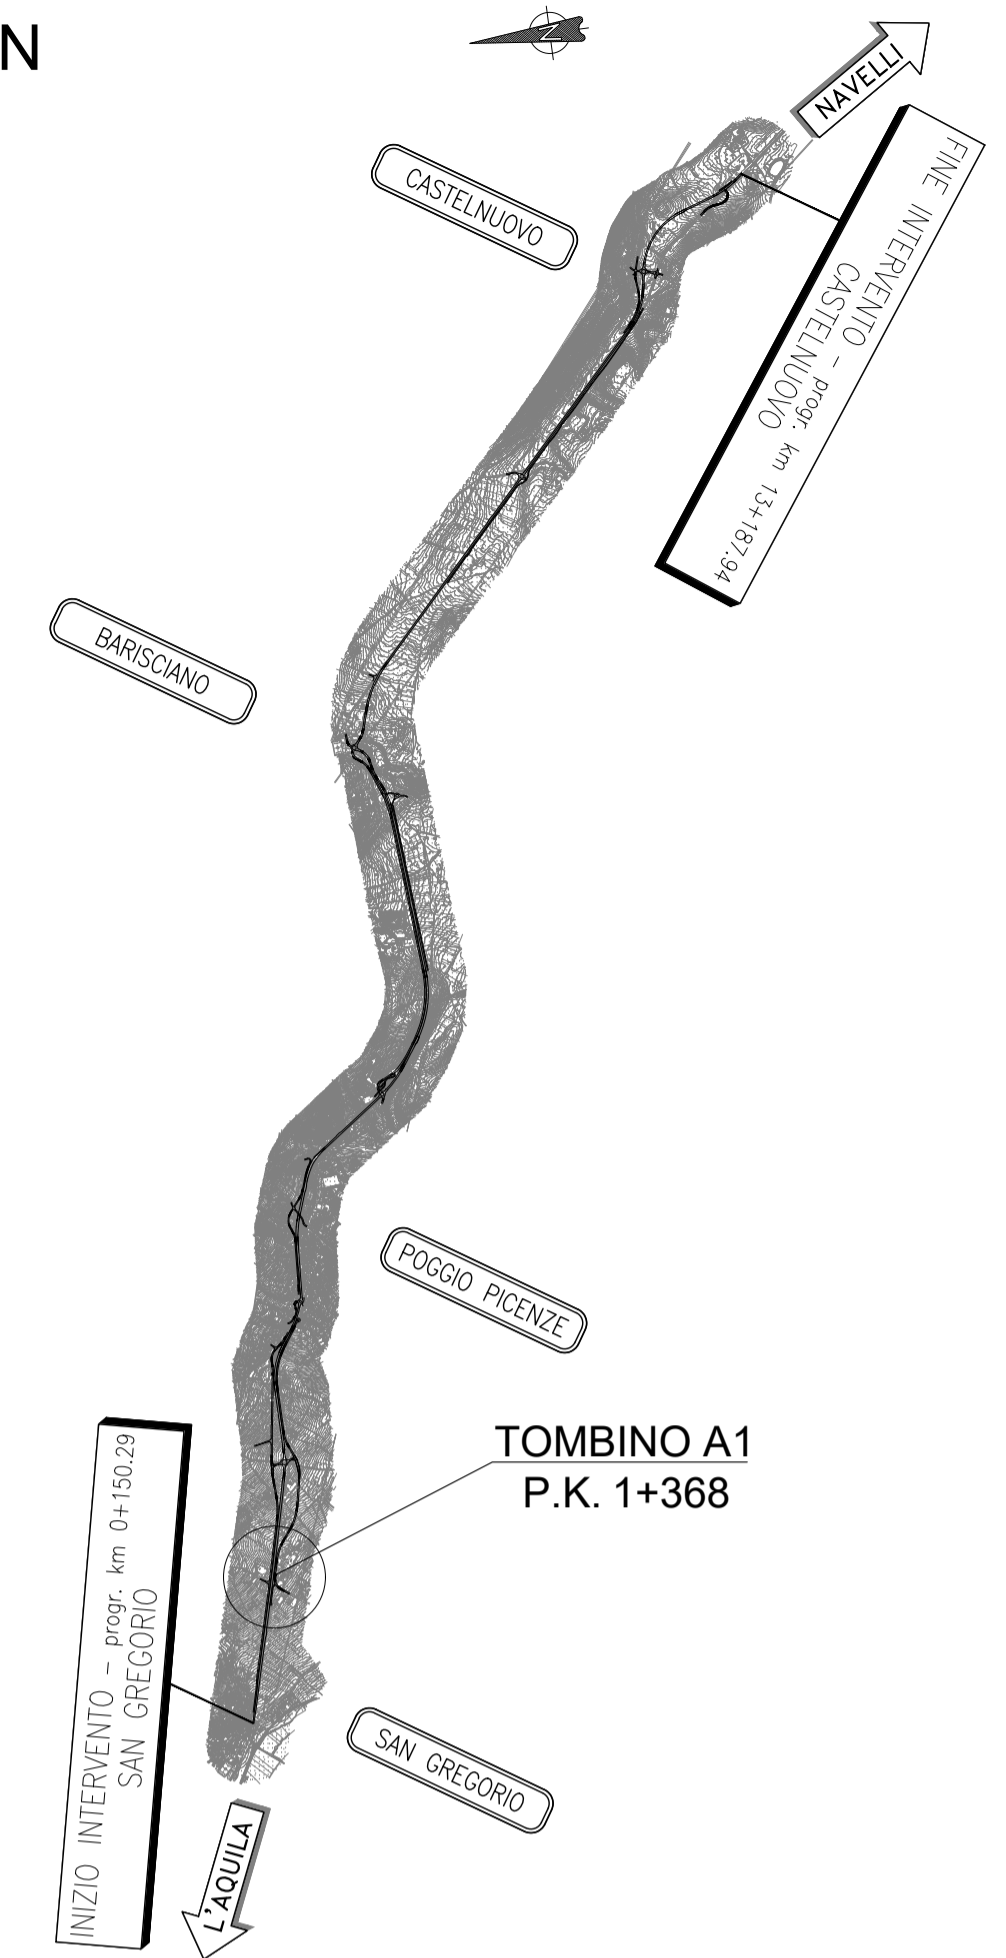 N
N
NAVELLI
CASTELNUOVO
FINE INTERVENTO - progr. km 13+187.94
CASTELNUOVO
BARISCIANO
POGGIO PICENZE
TOMBINO A1
P.K. 1+368
INIZIO INTERVENTO - progr. km 0+150.29
SAN GREGORIO
SAN GREGORIO
L'AQUILA